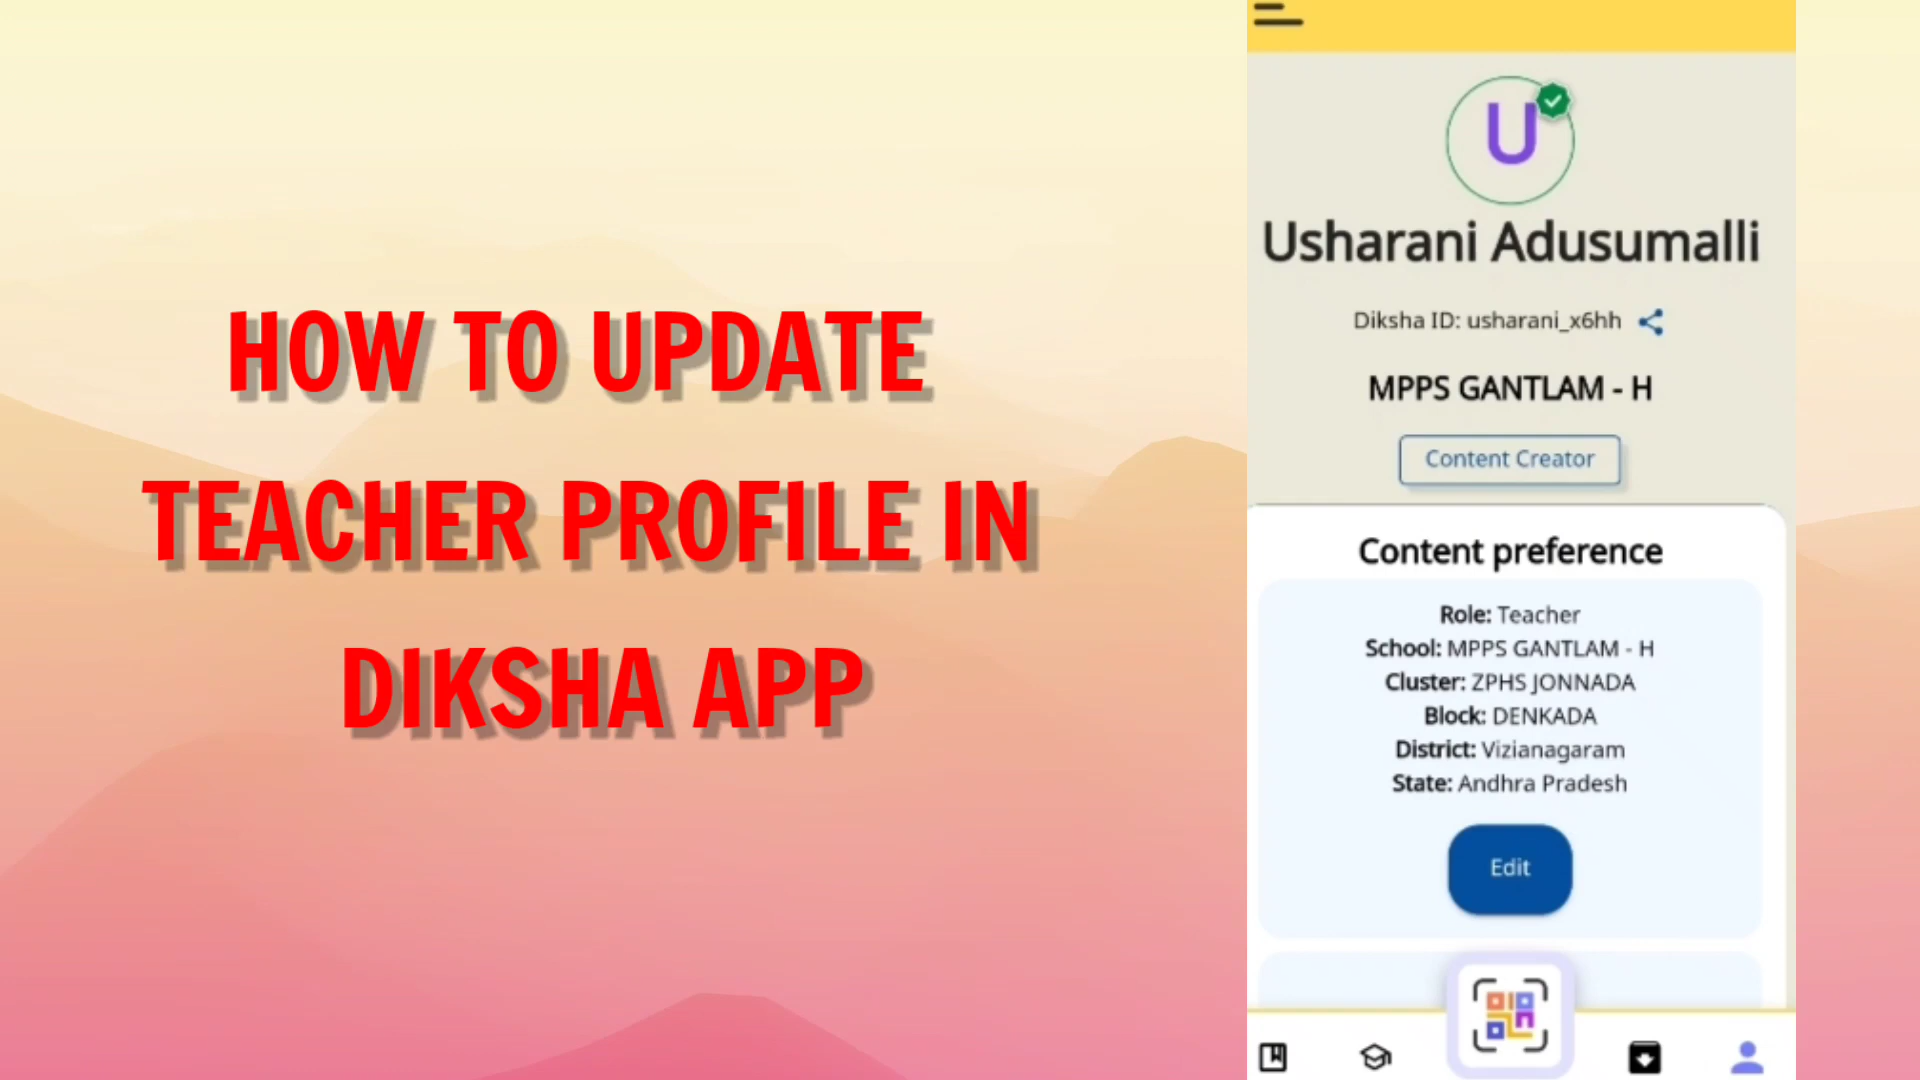 HOW TO UPDATE
TEACHER PROFILE IN
DIKSHA APP
U
Usharani Adusumalli
Diksha ID: usharani_x6hh
MPPS GANTLAM - H
Content Creator
Content preference
Role: Teacher
School: MPPS GANTLAM - H
Cluster: ZPHS JONNADA
Block: DENKADA
District: Vizianagaram
State: Andhra Pradesh
Edit